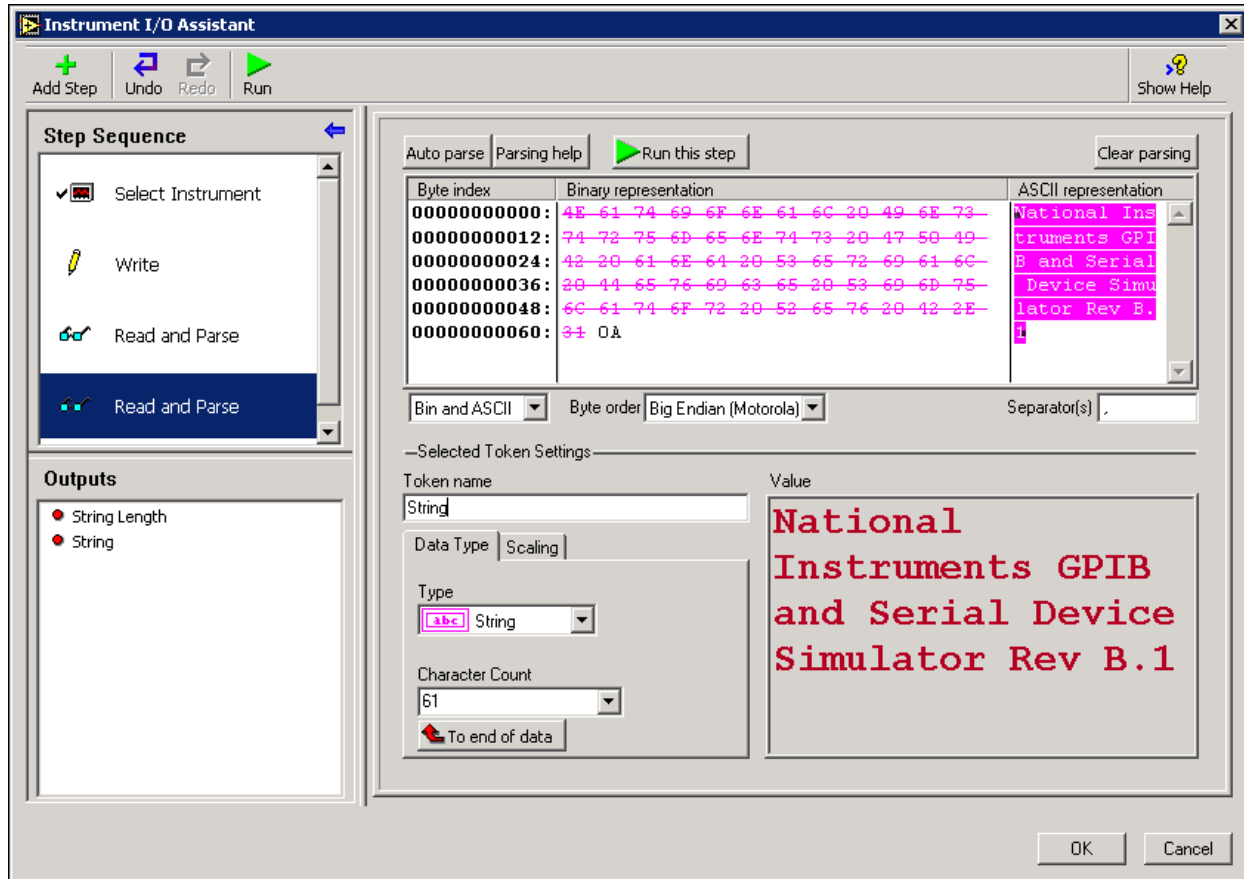 Instrument I/O Assistant
Add Step Undo Redo Run Show Help
Step Sequence
Select Instrument
Write
Read and Parse
Read and Parse
Outputs
String Length
String
Auto parse Parsing help Run this step Clear parsing
Byte index Binary representation ASCII representation
00000000000: 4E 61 74 69 6F 6E 61 6C 20 49 6E 73 National Ins
00000000012: 74 72 75 6D 65 6E 74 73 20 47 50 49 truments GPI
00000000024: 42 20 61 6E 64 20 53 65 72 69 61 6C B and Serial
00000000036: 20 44 65 76 69 63 65 20 53 69 6D 75 Device Simu
00000000048: 6C 61 74 6F 72 20 52 65 76 20 42 2E lator Rev B.
00000000060: 31 0A 1
Bin and ASCII Byte order Big Endian (Motorola) Separator(s) ,
Selected Token Settings
Token name
String
Data Type Scaling
Type
abc String
Character Count
61
To end of data
Value
National
Instruments GPIB
and Serial Device
Simulator Rev B.1
OK Cancel